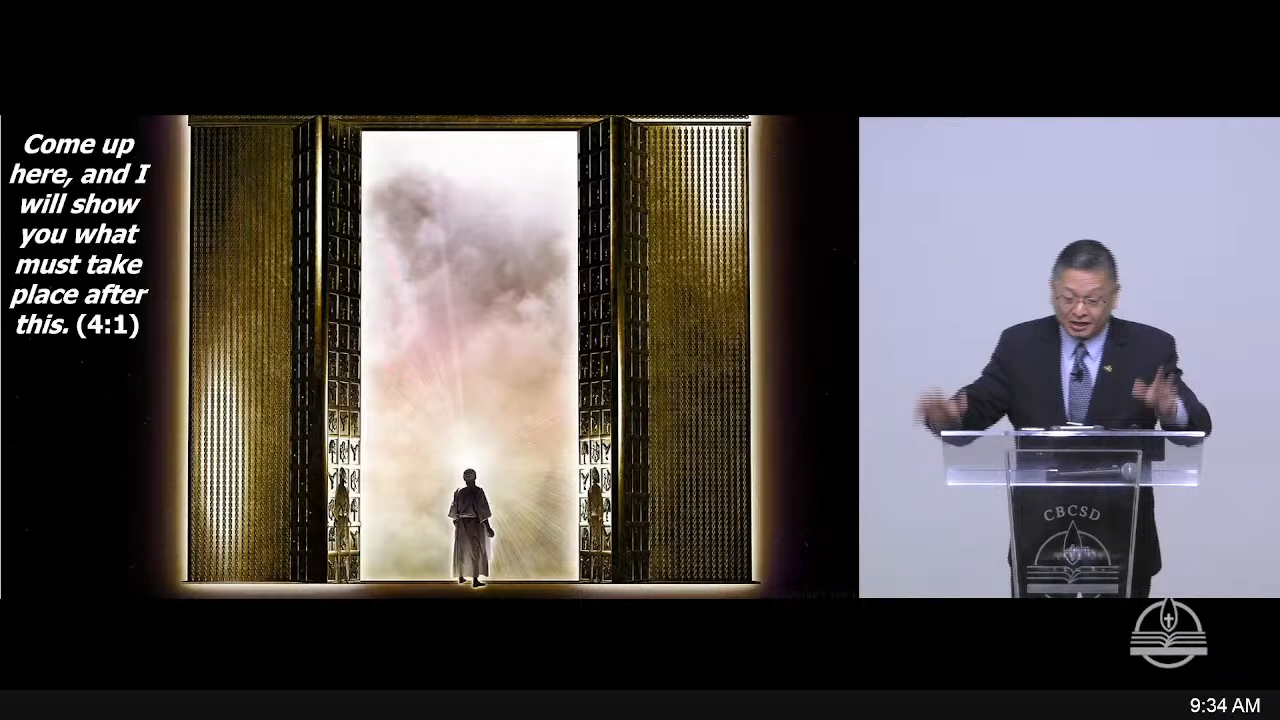 Come up
here, and I
will show
you what
must take
place after
this. (4:1)
CBCSD
9:34 AM